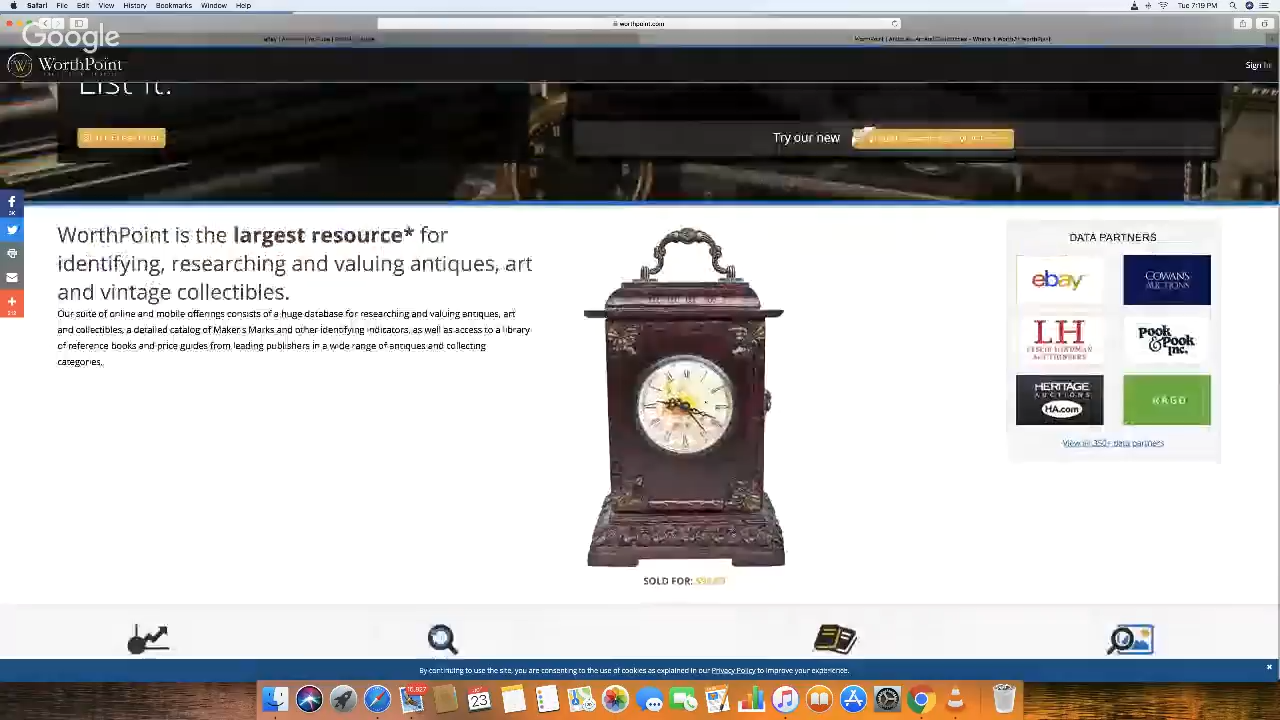 Safari File Edit View History Bookmarks Window Help
Tue 7:19 PM
worthpoint.com
Google
WORTHPOINT
Sign In
List it.
Try our new
WorthPoint is the largest resource* for
identifying, researching and valuing antiques, art
and vintage collectibles.
Our suite of online and mobile offerings consists of a huge database for researching and valuing antiques, art
and collectibles, a detailed catalog of Maker's Marks and other identifying indicators, as well as access to a library
of reference books and price guides from leading publishers in a wide range of antiques and collecting
categories.
SOLD FOR:
DATA PARTNERS
ebay
COWAN'S
AUCTIONS
LH
Pook
& Pook
Inc.
HERITAGE
AUCTIONS
HA.com
View all 350+ data partners
By continuing to use the site, you are consenting to the use of cookies as explained in our Privacy Policy to improve your experience.
23